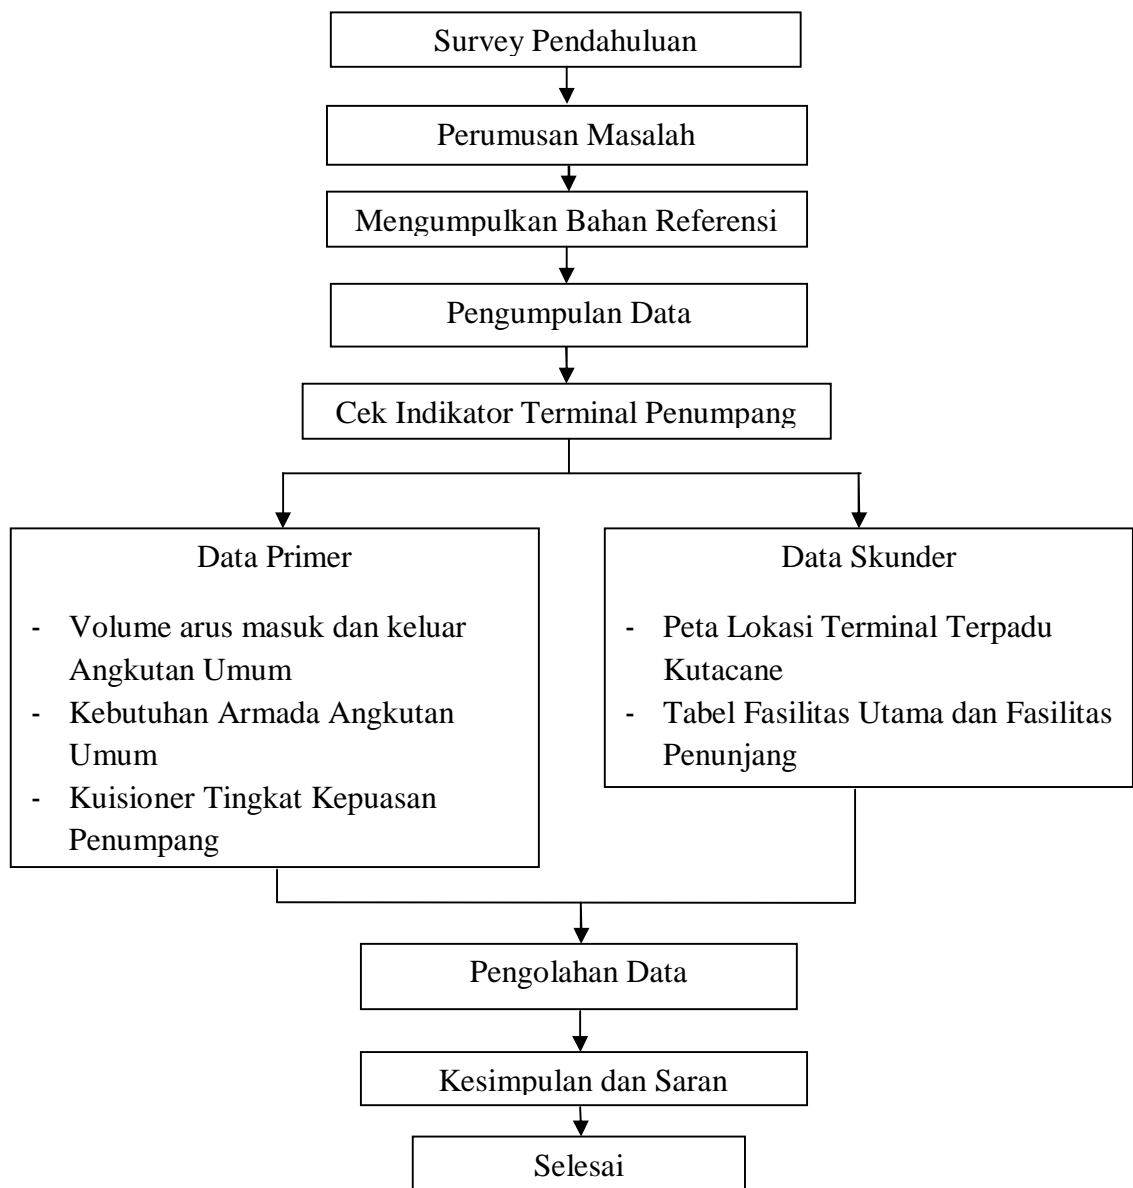 Survey Pendahuluan
Perumusan Masalah
Mengumpulkan Bahan Referensi
Pengumpulan Data
Cek Indikator Terminal Penumpang
Data Primer
- Volume arus masuk dan keluar
Angkutan Umum
- Kebutuhan Armada Angkutan
Umum
- Kuisioner Tingkat Kepuasan
Penumpang
Data Skunder
- Peta Lokasi Terminal Terpadu
Kutacane
- Tabel Fasilitas Utama dan Fasilitas
Penunjang
Pengolahan Data
Kesimpulan dan Saran
Selesai